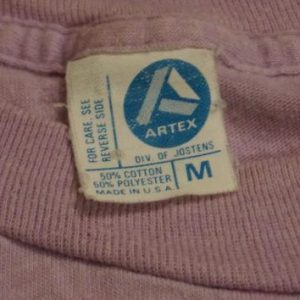 FOR CARE, SEE
REVERSE SIDE
ARTEX
DIV. OF JOSTENS
50% COTTON
50% POLYESTER
MADE IN U.S.A.
M